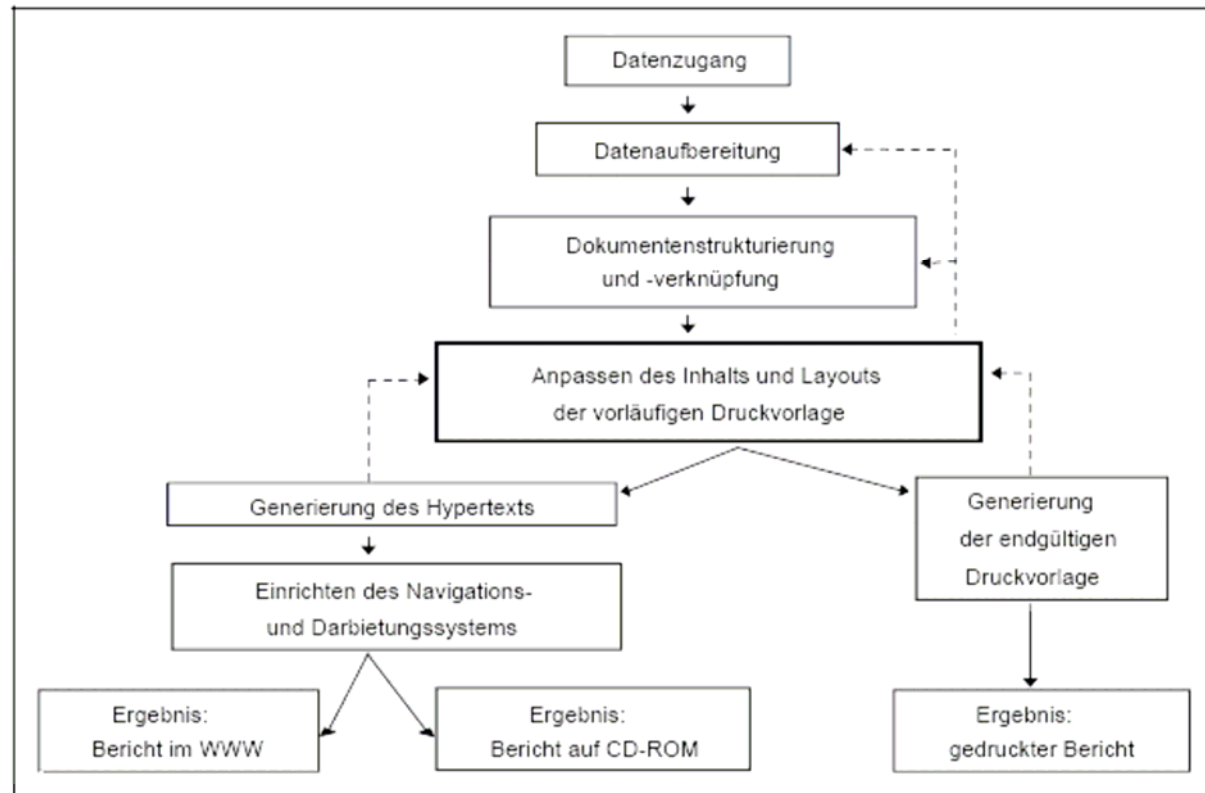 Datenzugang
Datenaufbereitung
Dokumentenstrukturierung
und -verknüpfung
Anpassen des Inhalts und Layouts
der vorläufigen Druckvorlage
Generierung des Hypertexts
Generierung
der endgültigen
Druckvorlage
Einrichten des Navigations-
und Darbietungssystems
Ergebnis:
Bericht im WWW
Ergebnis:
Bericht auf CD-ROM
Ergebnis:
gedruckter Bericht